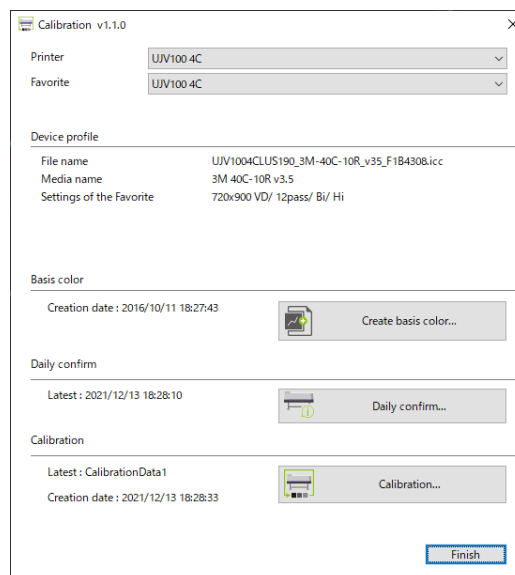 Calibration v1.1.0
Printer UJV100 4C
Favorite UJV100 4C
Device profile
File name UJV1004CLUS190_3M-40C-10R_v35_F1B4308.icc
Media name 3M 40C-10R v3.5
Settings of the Favorite 720x900 VD/ 12pass/ Bi/ Hi
Basis color
Creation date : 2016/10/11 18:27:43
Create basis color...
Daily confirm
Latest : 2021/12/13 18:28:10
Daily confirm...
Calibration
Latest : CalibrationData1
Creation date : 2021/12/13 18:28:33
Calibration...
Finish